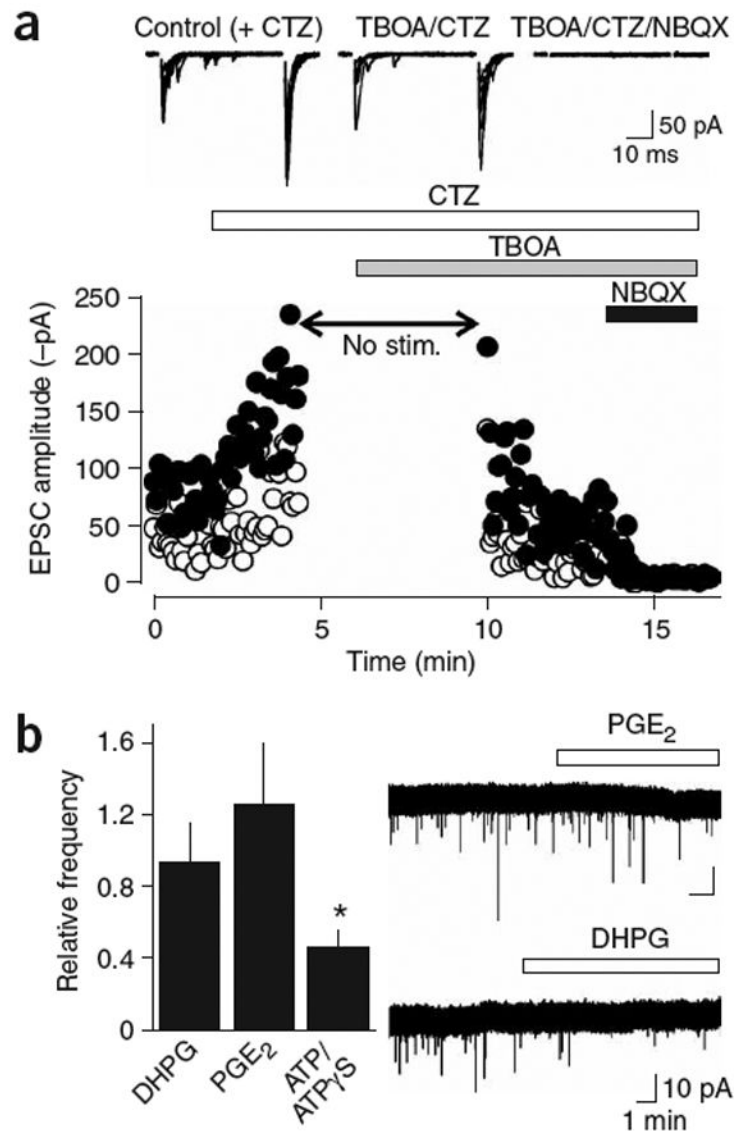 a
Control (+ CTZ) TBOA/CTZ TBOA/CTZ/NBQX
50 pA
10 ms
CTZ
TBOA
NBQX
No stim.
EPSC amplitude (–pA)
250
200
150
100
50
0
0 5 10 15
Time (min)
b
Relative frequency
1.6
1.2
0.8
0.4
0
*
DHPG
PGE2
ATP/
ATPγS
PGE2
DHPG
10 pA
1 min